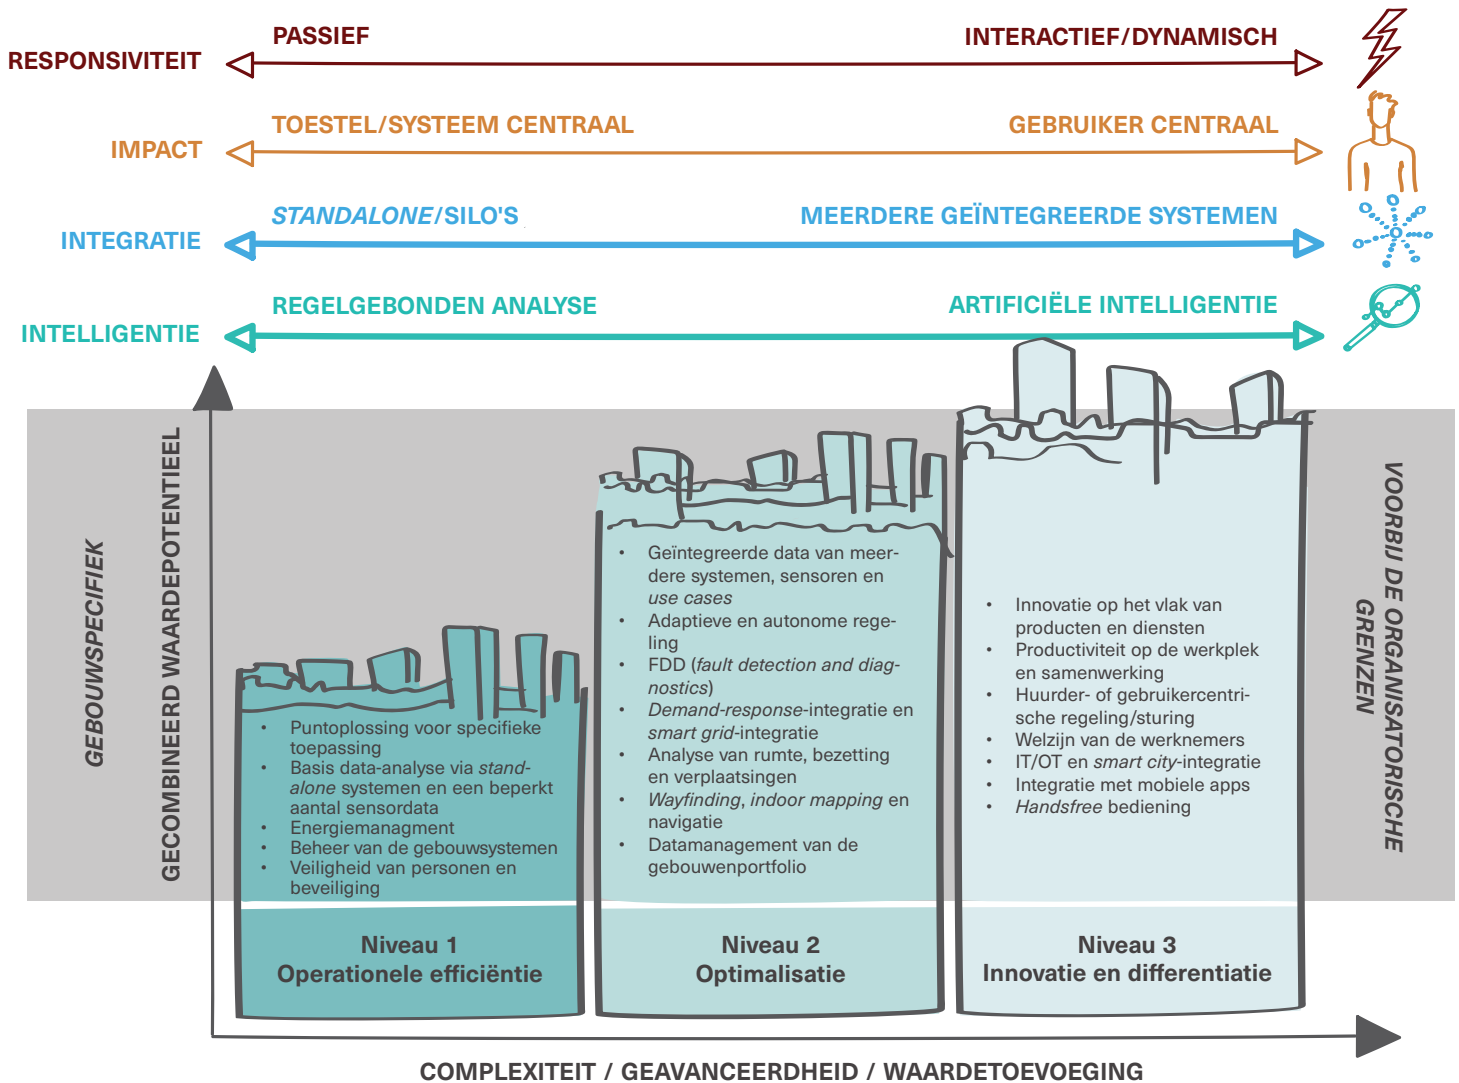 PASSIEF
INTERACTIEF/DYNAMISCH
RESPONSIVITEIT
TOESTEL/SYSTEEM CENTRAAL
GEBRUIKER CENTRAAL
IMPACT
STANDALONE/SILO'S
MEERDERE GEÏNTEGREERDE SYSTEMEN
INTEGRATIE
REGELGEBONDEN ANALYSE
ARTIFICIËLE INTELLIGENTIE
INTELLIGENTIE
GEBOUWSPECIFIEK
GECOMBINEERD WAARDEPOTENTIEEL
• Puntoplossing voor specifieke
toepassing
• Basis data-analyse via stand-
alone systemen en een beperkt
aantal sensordata
• Energiemanagment
• Beheer van de gebouwsystemen
• Veiligheid van personen en
beveiliging
Niveau 1
Operationele efficiëntie
• Geïntegreerde data van meer-
dere systemen, sensoren en
use cases
• Adaptieve en autonome rege-
ling
• FDD (fault detection and diag-
nostics)
• Demand-response-integratie en
smart grid-integratie
• Analyse van rumte, bezetting
en verplaatsingen
• Wayfinding, indoor mapping en
navigatie
• Datamanagement van de
gebouwenportfolio
Niveau 2
Optimalisatie
• Innovatie op het vlak van
producten en diensten
• Productiviteit op de werkplek
en samenwerking
• Huurder- of gebruikercentri-
sche regeling/sturing
• Welzijn van de werknemers
• IT/OT en smart city-integratie
• Integratie met mobiele apps
• Handsfree bediening
Niveau 3
Innovatie en differentiatie
VOORBIJ DE ORGANISATORISCHE
GRENZEN
COMPLEXITEIT / GEAVANCEERDHEID / WAARDETOEVOEGING